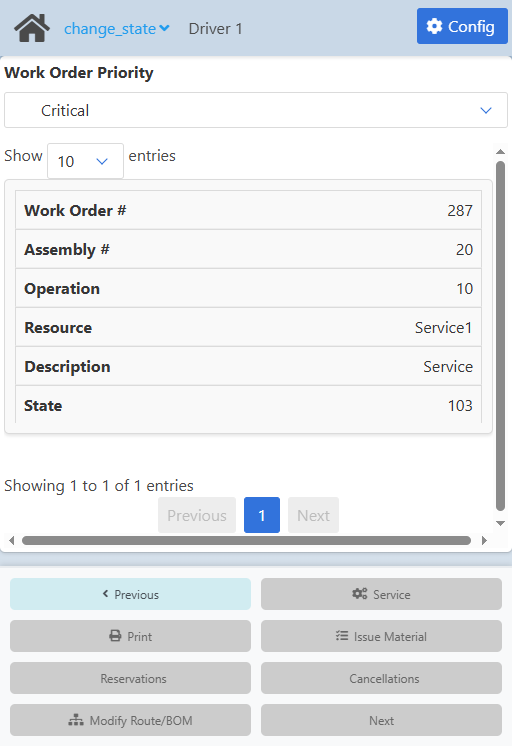 change_state Driver 1 Config
Work Order Priority
Critical
Show 10 entries
Work Order # 287
Assembly # 20
Operation 10
Resource Service1
Description Service
State 103
Showing 1 to 1 of 1 entries
Previous 1 Next
Previous Service
Print Issue Material
Reservations Cancellations
Modify Route/BOM Next